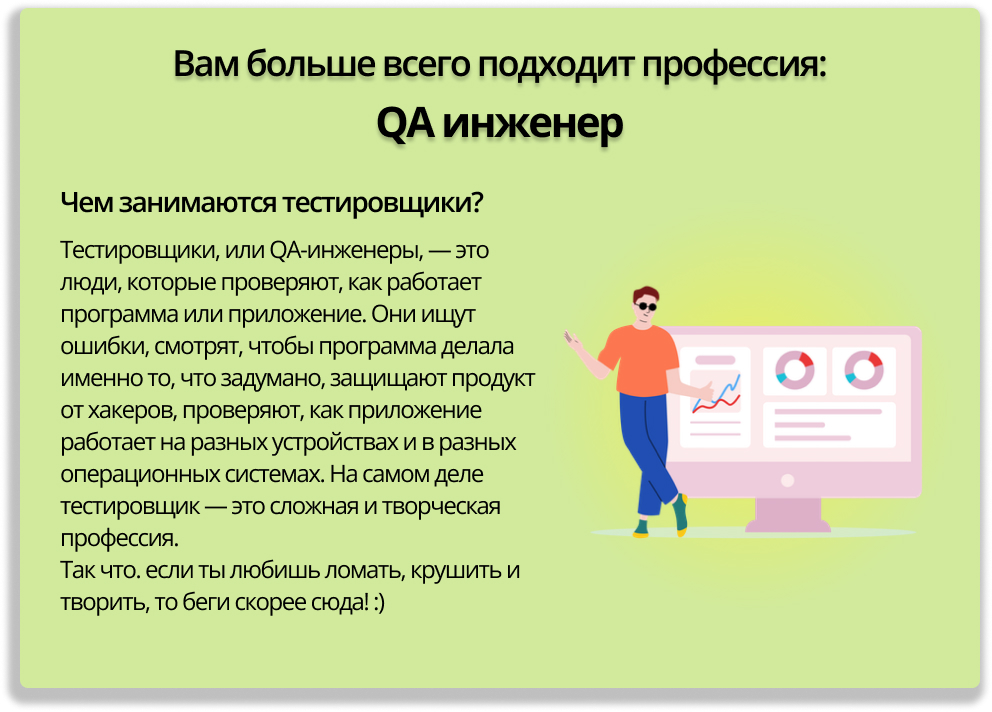 Вам больше всего подходит профессия:
QA инженер
Чем занимаются тестировщики?
Тестировщики, или QA-инженеры, — это
люди, которые проверяют, как работает
программа или приложение. Они ищут
ошибки, смотрят, чтобы программа делала
именно то, что задумано, защищают продукт
от хакеров, проверяют, как приложение
работает на разных устройствах и в разных
операционных системах. На самом деле
тестировщик — это сложная и творческая
профессия.
Так что. если ты любишь ломать, крушить и
творить, то беги скорее сюда! :)